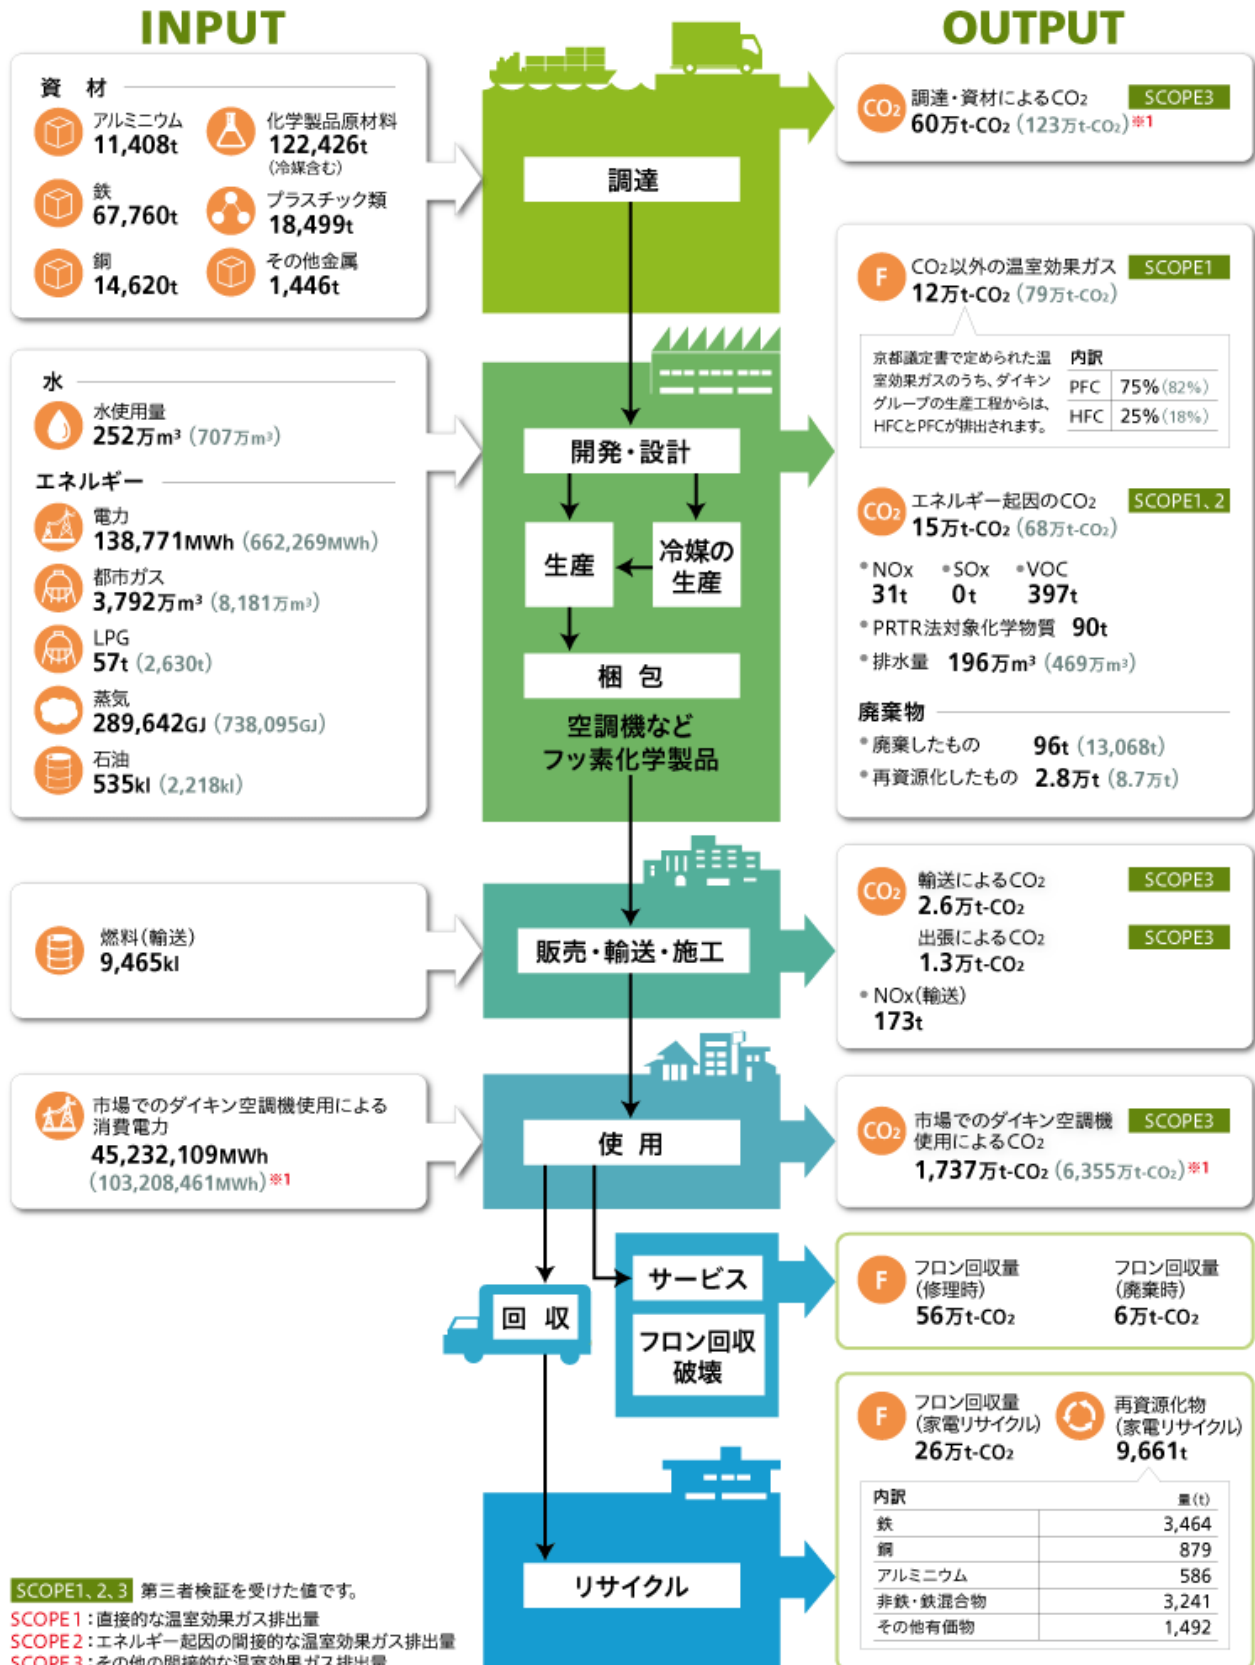 INPUT
資 材
アルミニウム
11,408t
化学製品原材料
122,426t
(冷媒含む)
鉄
67,760t
プラスチック類
18,499t
銅
14,620t
その他金属
1,446t
水
水使用量
252万m³ (707万m³)
エネルギー
電力
138,771MWh (662,269MWh)
都市ガス
3,792万m³ (8,181万m³)
LPG
57t (2,630t)
蒸気
289,642GJ (738,095GJ)
石油
535kl (2,218kl)
燃料(輸送)
9,465kl
市場でのダイキン空調機使用による
消費電力
45,232,109MWh
(103,208,461MWh)※1
調達
開発・設計
生産
冷媒の
生産
梱 包
空調機など
フッ素化学製品
販売・輸送・施工
使 用
サービス
回 収
フロン回収
破壊
リサイクル
OUTPUT
CO₂ 調達・資材によるCO₂ SCOPE3
60万t-CO₂ (123万t-CO₂)※1
F CO₂以外の温室効果ガス SCOPE1
12万t-CO₂ (79万t-CO₂)
京都議定書で定められた温
室効果ガスのうち、ダイキン
グループの生産工程からは、
HFCとPFCが排出されます。
内訳
PFC 75%(82%)
HFC 25%(18%)
CO₂ エネルギー起因のCO₂ SCOPE1、2
15万t-CO₂ (68万t-CO₂)
•NOx •SOx •VOC
31t 0t 397t
•PRTR法対象化学物質 90t
•排水量 196万m³ (469万m³)
廃棄物
•廃棄したもの 96t (13,068t)
•再資源化したもの 2.8万t (8.7万t)
CO₂ 輸送によるCO₂ SCOPE3
2.6万t-CO₂
出張によるCO₂ SCOPE3
1.3万t-CO₂
•NOx(輸送)
173t
CO₂ 市場でのダイキン空調機 SCOPE3
使用によるCO₂
1,737万t-CO₂ (6,355万t-CO₂)※1
F フロン回収量
(修理時)
56万t-CO₂
フロン回収量
(廃棄時)
6万t-CO₂
F フロン回収量
(家電リサイクル)
26万t-CO₂
再資源化物
(家電リサイクル)
9,661t
内訳 量(t)
鉄 3,464
銅 879
アルミニウム 586
非鉄・鉄混合物 3,241
その他有価物 1,492
SCOPE1、2、3 第三者検証を受けた値です。
SCOPE1：直接的な温室効果ガス排出量
SCOPE2：エネルギー起因の間接的な温室効果ガス排出量
SCOPE3：その他の間接的な温室効果ガス排出量